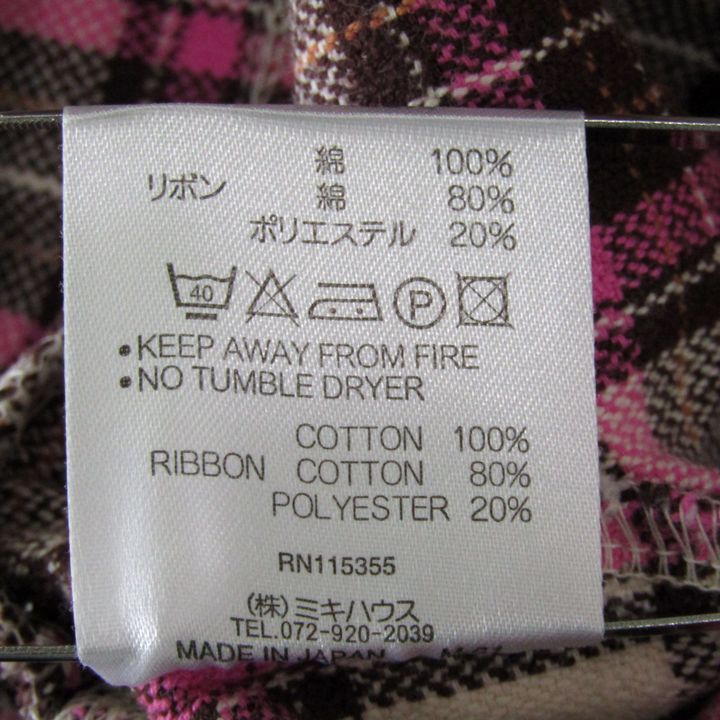 綿 100%
リボン 綿 80%
ポリエステル 20%
40 P
•KEEP AWAY FROM FIRE
•NO TUMBLE DRYER
COTTON 100%
RIBBON COTTON 80%
POLYESTER 20%
RN115355
(株)ミキハウス
TEL.072-920-2039
MADE IN JAPAN